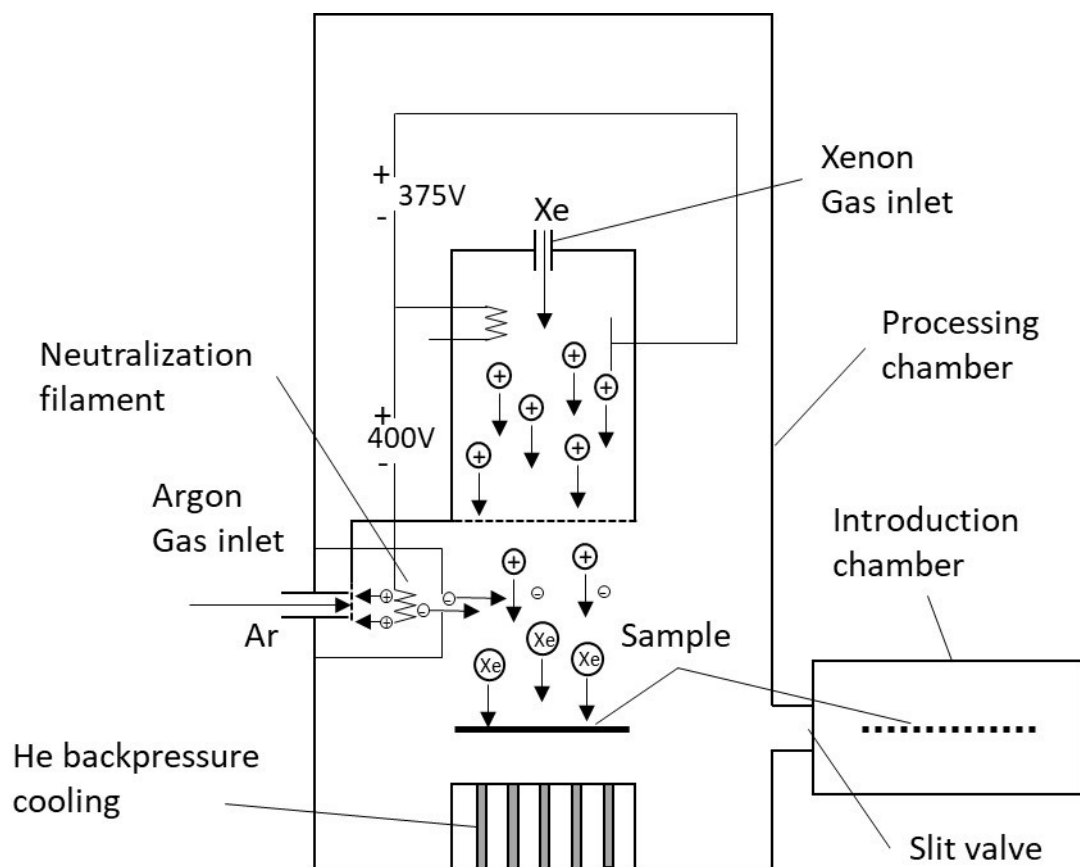 Xenon
Gas inlet
+
375V
-
Xe
Processing
chamber
Neutralization
filament
+
400V
-
Argon
Gas inlet
Introduction
chamber
Ar
Sample
+
+
+
+
+
+
+
+
+
+
-
-
-
-
Xe
Xe
Xe
He backpressure
cooling
Slit valve